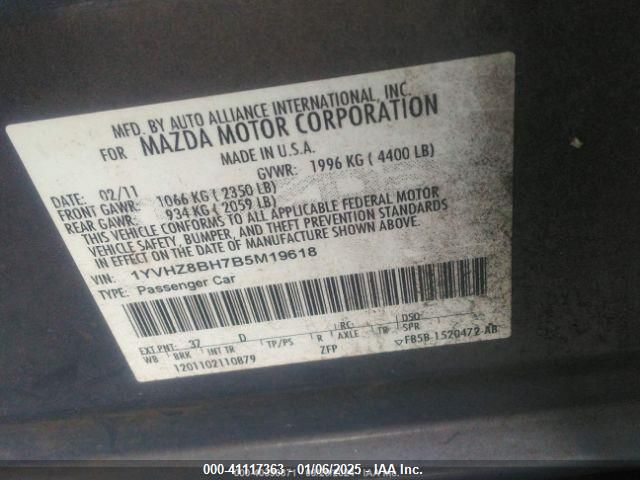 MFD. BY AUTO ALLIANCE INTERNATIONAL, INC.
FOR MAZDA MOTOR CORPORATION
MADE IN U.S.A.
GVWR: 1996 KG ( 4400 LB)
DATE: 02/11
FRONT GAWR: 1066 KG ( 2350 LB)
REAR GAWR: 934 KG ( 2059 LB)
THIS VEHICLE CONFORMS TO ALL APPLICABLE FEDERAL MOTOR
VEHICLE SAFETY, BUMPER, AND THEFT PREVENTION STANDARDS
IN EFFECT ON THE DATE OF MANUFACTURE SHOWN ABOVE.
VIN: 1YVHZ8BH7B5M19618
TYPE: Passenger Car
EXT PNT: 37 D RC: DSO:
WB BRK INT TR TP/PS R AXLE TR SPR
ZFP
▽FB5B 1520472 AB
1201102110879
000-41117363 - 01/06/2025 - IAA Inc.